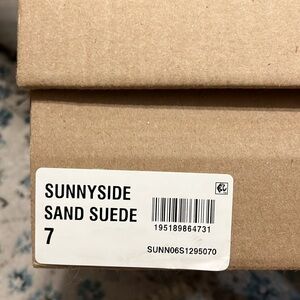 SUNNYSIDE
SAND SUEDE
7
195189864731
SUNN06S1295070